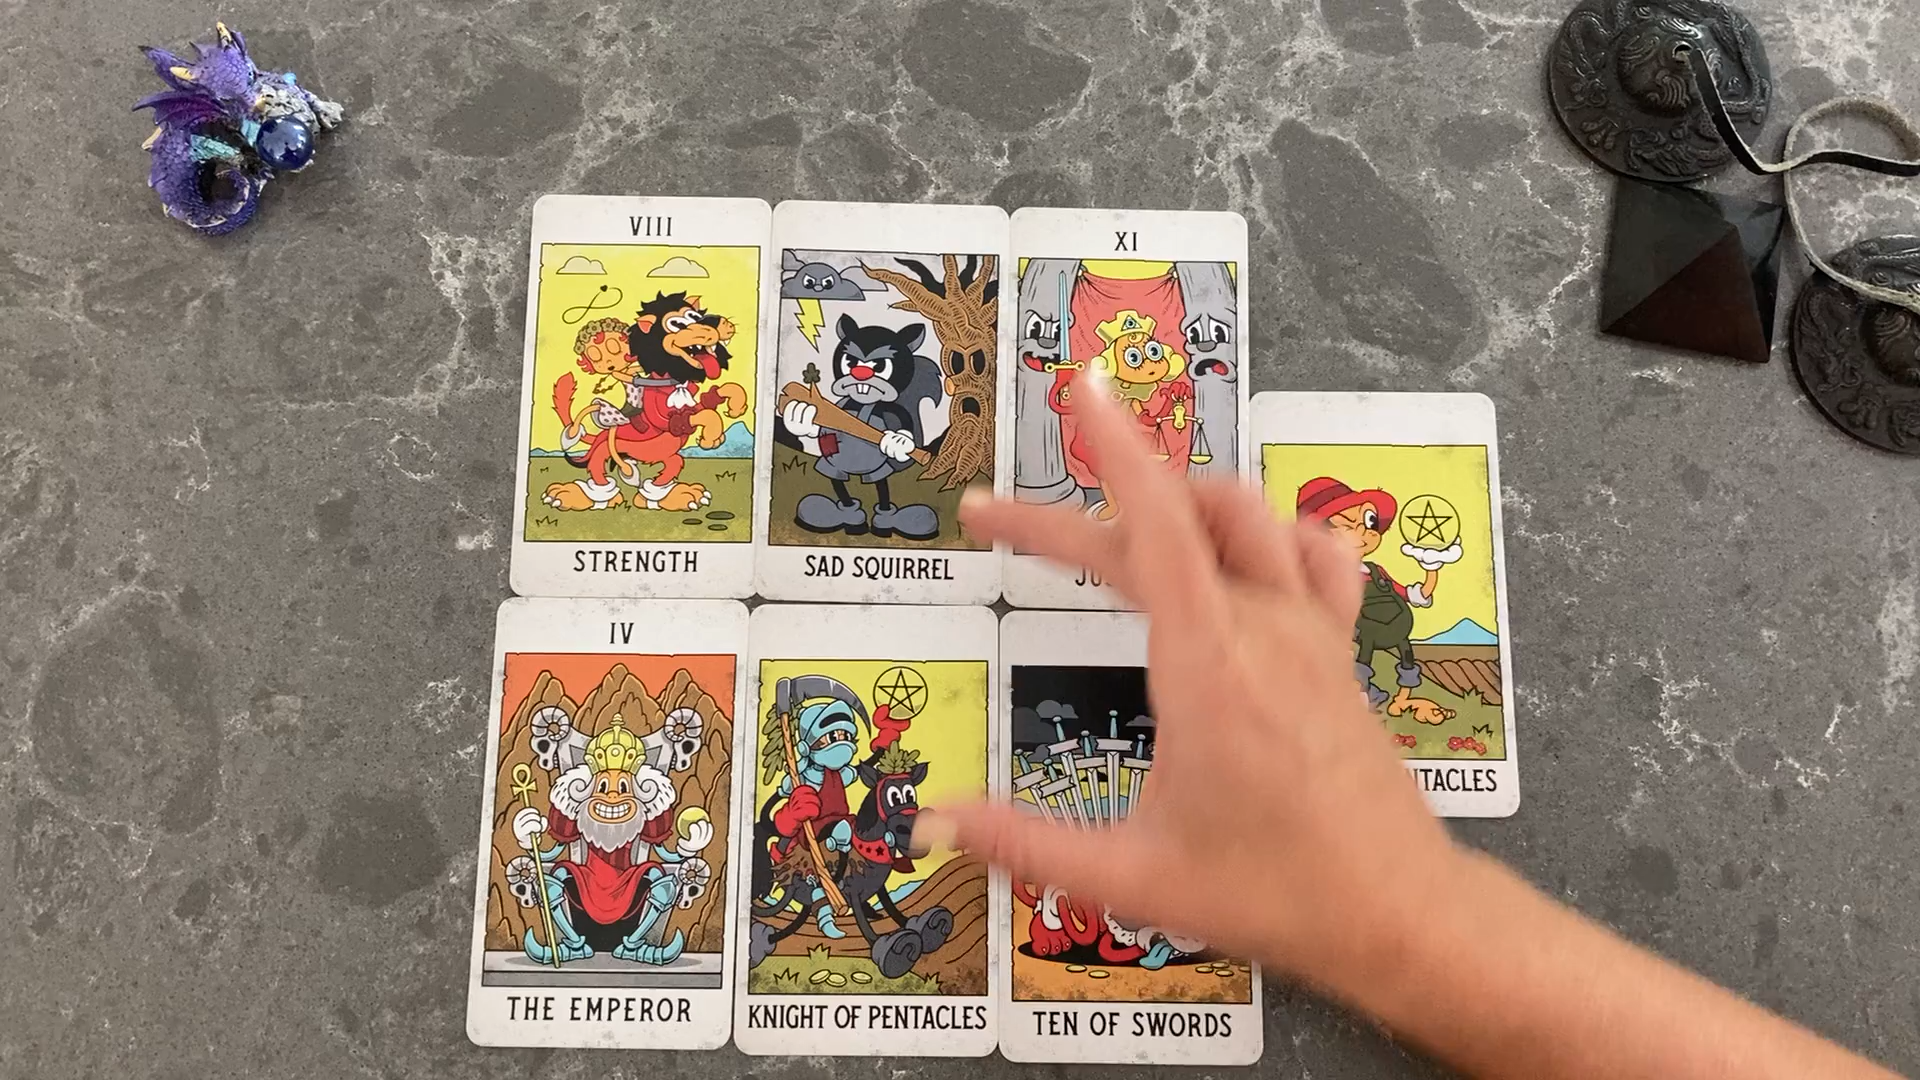 VIII
XI
STRENGTH
SAD SQUIRREL
IV
THE EMPEROR
KNIGHT OF PENTACLES
TEN OF SWORDS